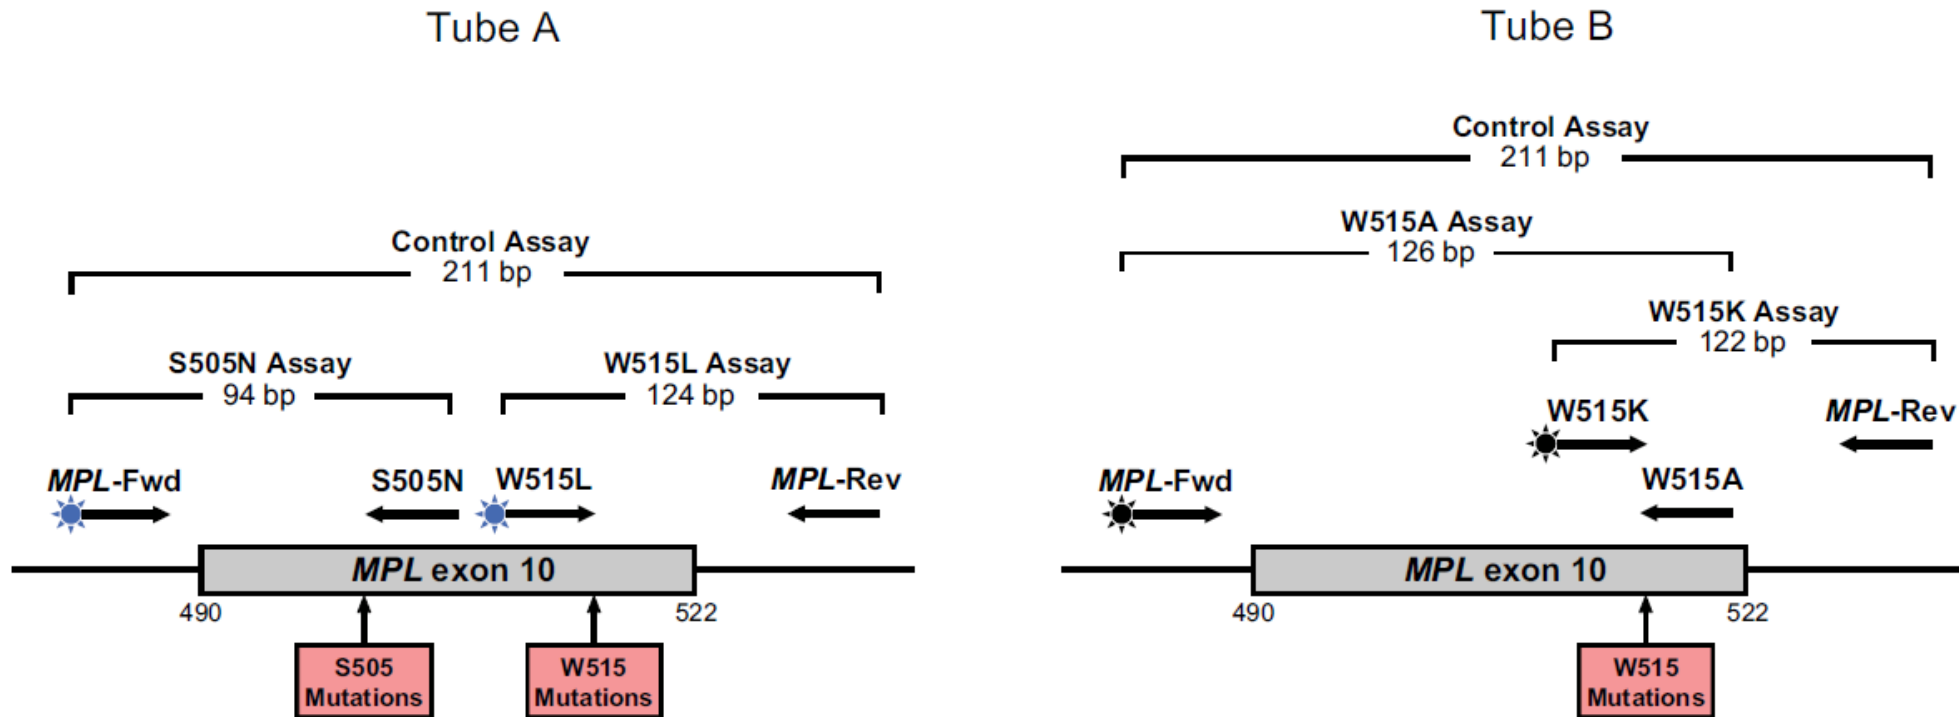 Tube A
Control Assay
211 bp
S505N Assay
94 bp
W515L Assay
124 bp
MPL-Fwd
S505N
W515L
MPL-Rev
MPL exon 10
490
522
S505
Mutations
W515
Mutations
Tube B
Control Assay
211 bp
W515A Assay
126 bp
W515K Assay
122 bp
W515K
MPL-Rev
MPL-Fwd
W515A
MPL exon 10
490
522
W515
Mutations